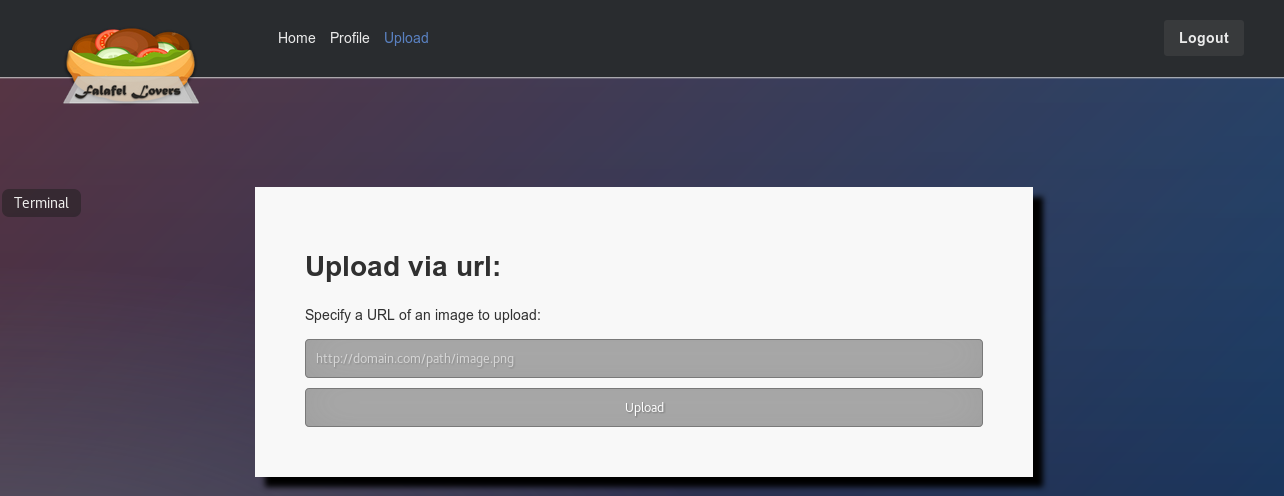 Home Profile Upload
Logout
Falafel Lovers
Terminal
Upload via url:
Specify a URL of an image to upload:
http://domain.com/path/image.png
Upload